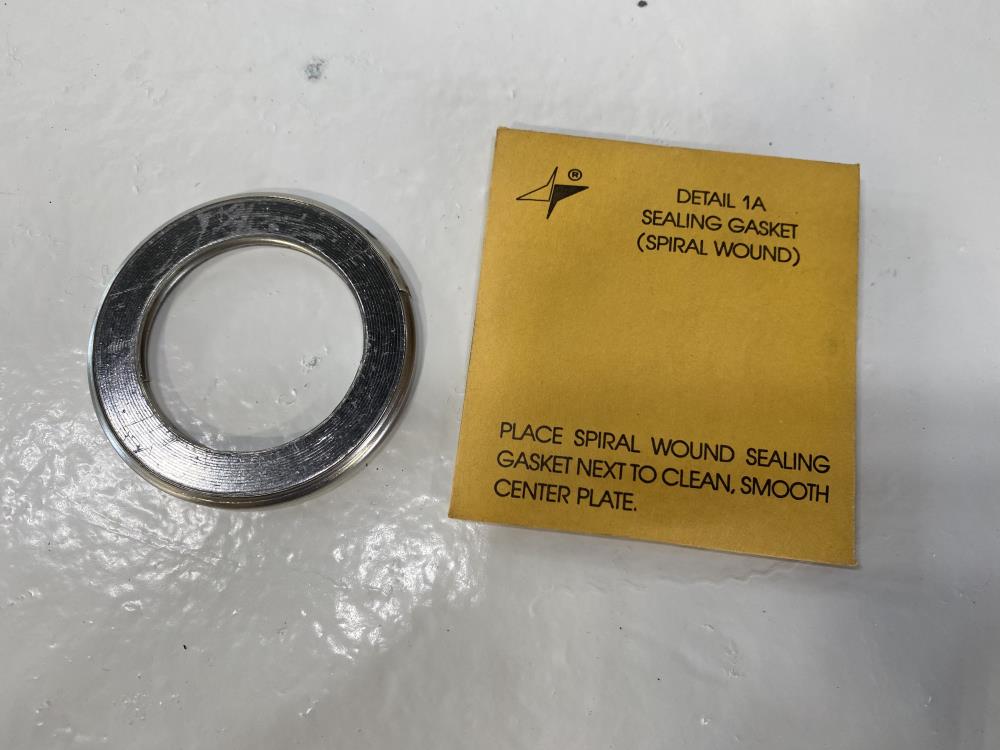 ®
DETAIL 1A
SEALING GASKET
(SPIRAL WOUND)
PLACE SPIRAL WOUND SEALING
GASKET NEXT TO CLEAN, SMOOTH
CENTER PLATE.